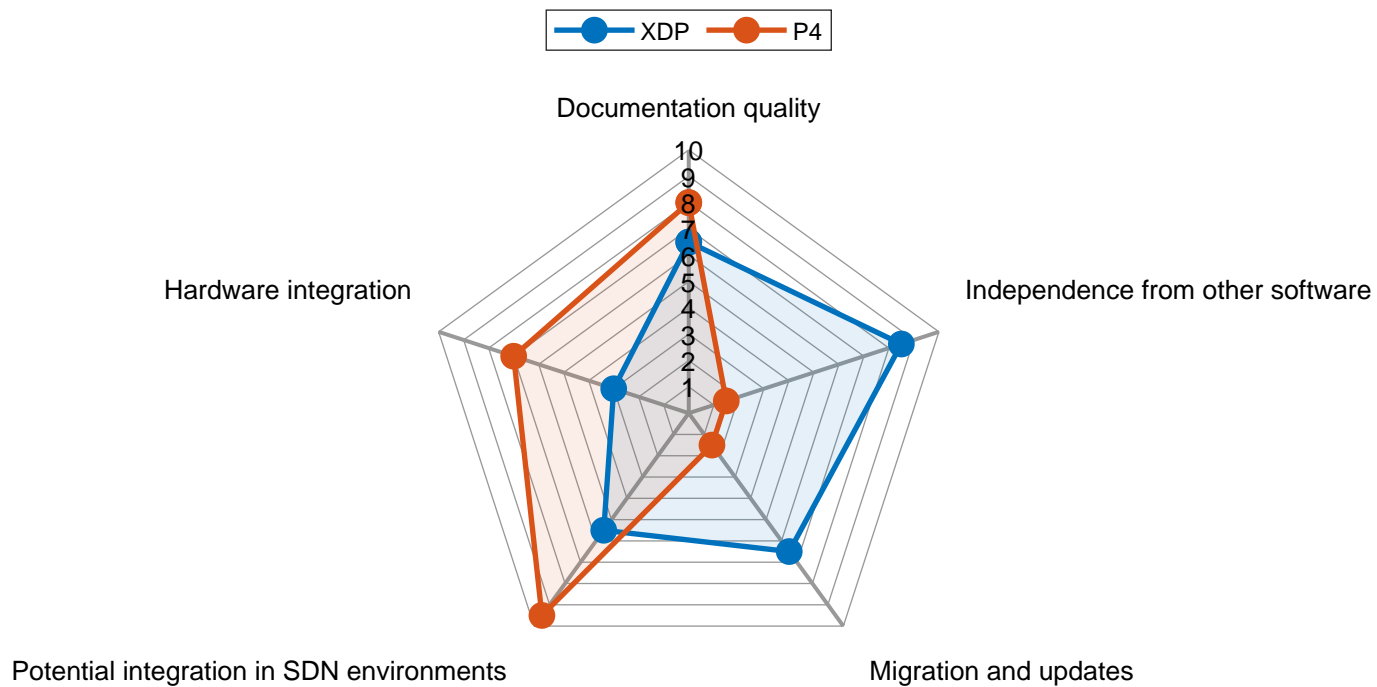 XDP P4
Documentation quality
10
9
8
7
6
5
4
3
2
1
Hardware integration
Independence from other software
Potential integration in SDN environments
Migration and updates